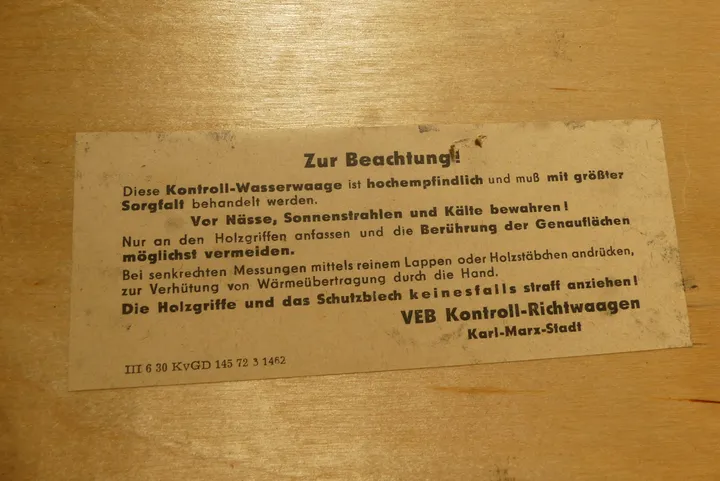 Zur Beachtung!
Diese Kontroll-Wasserwaage ist hochempfindlich und muß mit größter
Sorgfalt behandelt werden.
Vor Nässe, Sonnenstrahlen und Kälte bewahren!
Nur an den Holzgriffen anfassen und die Berührung der Genauflächen
möglichst vermeiden.
Bei senkrechten Messungen mittels reinem Lappen oder Holzstäbchen andrücken,
zur Verhütung von Wärmeübertragung durch die Hand.
Die Holzgriffe und das Schutzblech keinesfalls straff anziehen!
VEB Kontroll-Richtwaagen
Karl-Marx-Stadt
III 6 30 KvGD 145 72 3 1462